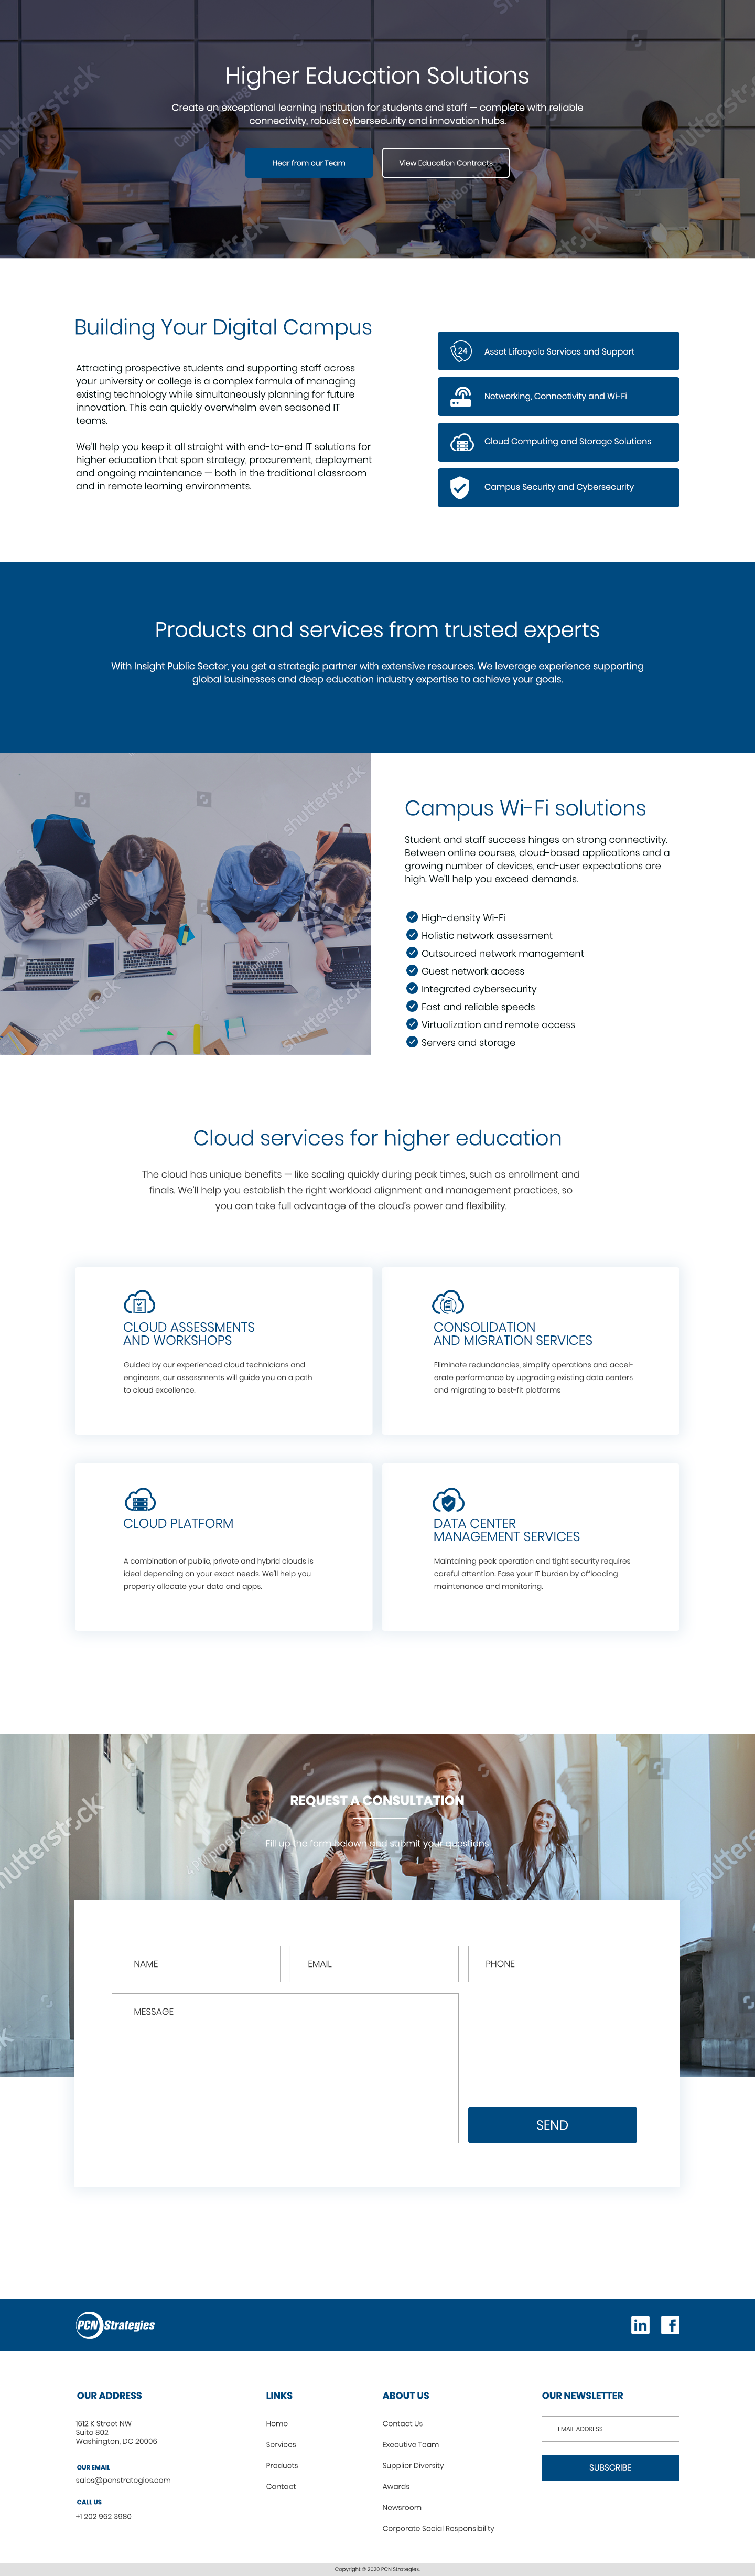 Higher Education Solutions
Create an exceptional learning institution for students and staff — complete with reliable
connectivity, robust cybersecurity and innovation hubs.
Hear from our Team
View Education Contracts
Building Your Digital Campus
Attracting prospective students and supporting staff across
your university or college is a complex formula of managing
existing technology while simultaneously planning for future
innovation. This can quickly overwhelm even seasoned IT
teams.
We'll help you keep it all straight with end-to-end IT solutions for
higher education that span strategy, procurement, deployment
and ongoing maintenance — both in the traditional classroom
and in remote learning environments.
24
Asset Lifecycle Services and Support
Networking, Connectivity and Wi-Fi
Cloud Computing and Storage Solutions
Campus Security and Cybersecurity
Products and services from trusted experts
With Insight Public Sector, you get a strategic partner with extensive resources. We leverage experience supporting
global businesses and deep education industry expertise to achieve your goals.
shutterstock
luminast
shutterstock
shutterstock
Campus Wi-Fi solutions
Student and staff success hinges on strong connectivity.
Between online courses, cloud-based applications and a
growing number of devices, end-user expectations are
high. We'll help you exceed demands.
High-density Wi-Fi
Holistic network assessment
Outsourced network management
Guest network access
Integrated cybersecurity
Fast and reliable speeds
Virtualization and remote access
Servers and storage
Cloud services for higher education
The cloud has unique benefits — like scaling quickly during peak times, such as enrollment and
finals. We'll help you establish the right workload alignment and management practices, so
you can take full advantage of the cloud's power and flexibility.
CLOUD ASSESSMENTS
AND WORKSHOPS
Guided by our experienced cloud technicians and
engineers, our assessments will guide you on a path
to cloud excellence.
CONSOLIDATION
AND MIGRATION SERVICES
Eliminate redundancies, simplify operations and accel-
erate performance by upgrading existing data centers
and migrating to best-fit platforms
CLOUD PLATFORM
A combination of public, private and hybrid clouds is
ideal depending on your exact needs. We'll help you
property allocate your data and apps.
DATA CENTER
MANAGEMENT SERVICES
Maintaining peak operation and tight security requires
careful attention. Ease your IT burden by offloading
maintenance and monitoring.
REQUEST A CONSULTATION
Fill up the form belown and submit your questions
NAME
EMAIL
PHONE
MESSAGE
SEND
PCN Strategies
in f
OUR ADDRESS
1612 K Street NW
Suite 802
Washington, DC 20006
OUR EMAIL
sales@pcnstrategies.com
CALL US
+1 202 962 3980
LINKS
Home
Services
Products
Contact
ABOUT US
Contact Us
Executive Team
Supplier Diversity
Awards
Newsroom
Corporate Social Responsibility
OUR NEWSLETTER
EMAIL ADDRESS
SUBSCRIBE
Copyright © 2020 PCN Strategies.